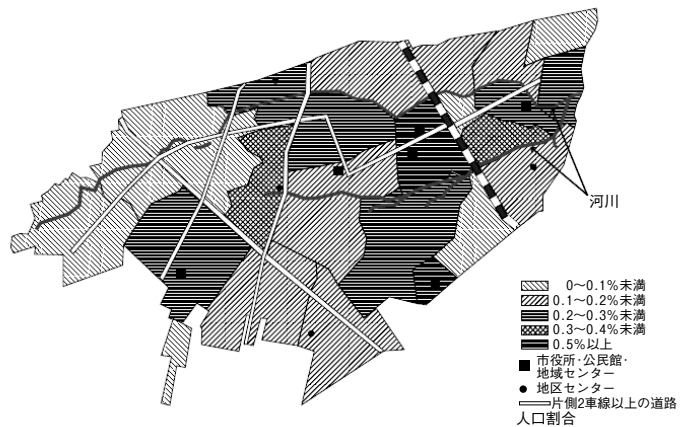 河川
0〜0.1%未満
0.1〜0.2%未満
0.2〜0.3%未満
0.3〜0.4%未満
0.5%以上
市役所・公民館・
地域センター
地区センター
片側2車線以上の道路
人口割合